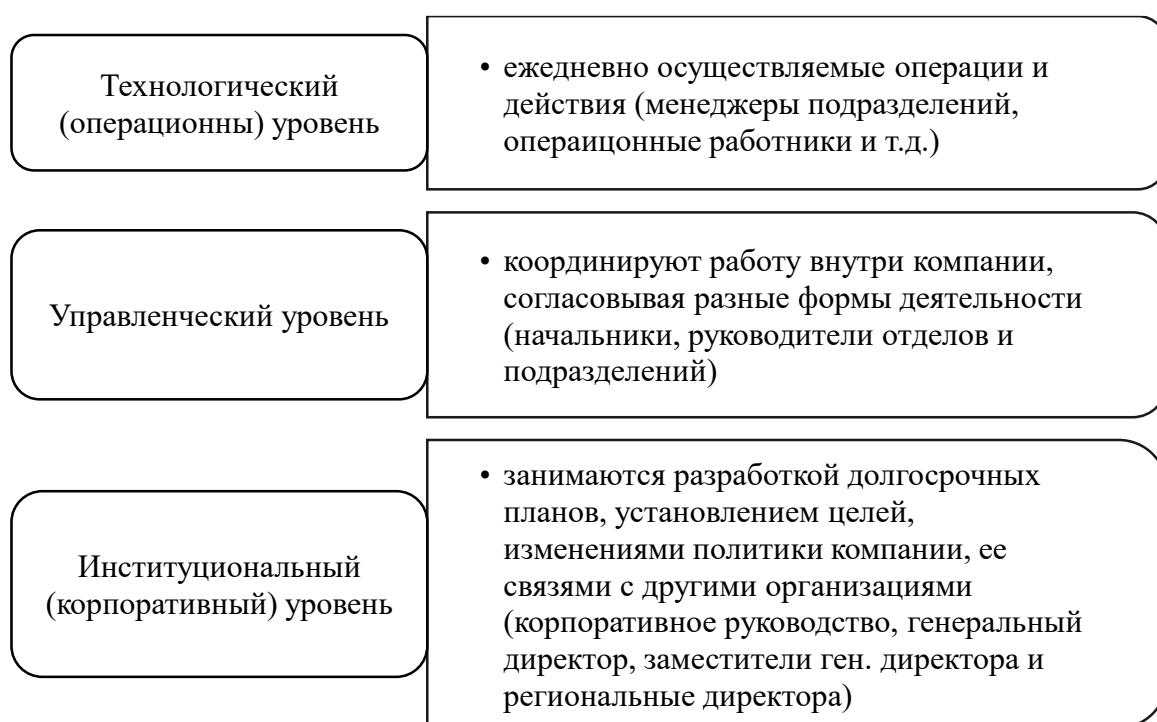 Технологический
(операционны) уровень
• ежедневно осуществляемые операции и
действия (менеджеры подразделений,
операицонные работники и т.д.)
Управленческий уровень
• координируют работу внутри компании,
согласовывая разные формы деятельности
(начальники, руководители отделов и
подразделений)
Институциональный
(корпоративный) уровень
• занимаются разработкой долгосрочных
планов, установлением целей,
изменениями политики компании, ее
связями с другими организациями
(корпоративное руководство, генеральный
директор, заместители ген. директора и
региональные директора)